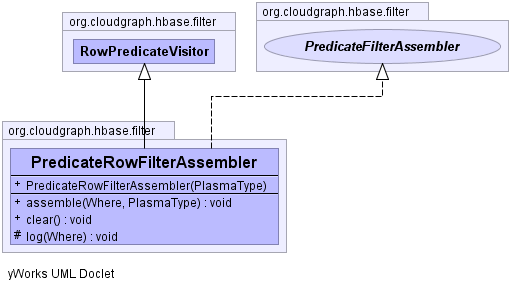 org.cloudgraph.hbase.filter
RowPredicateVisitor
org.cloudgraph.hbase.filter
PredicateFilterAssembler
org.cloudgraph.hbase.filter
PredicateRowFilterAssembler
+ PredicateRowFilterAssembler(PlasmaType)
+ assemble(Where, PlasmaType) : void
+ clear() : void
# log(Where) : void
yWorks UML Doclet